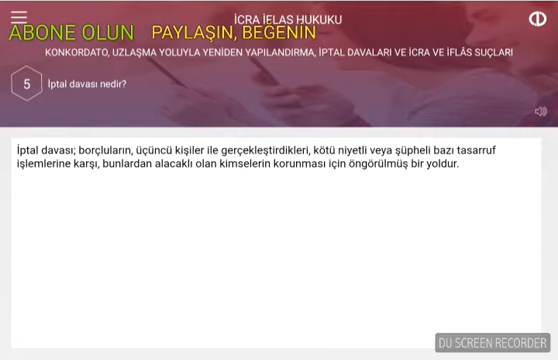 İCRA İFLAS HUKUKU
ABONE OLUN PAYLAŞIN, BEĞENİN
KONKORDATO, UZLAŞMA YOLUYLA YENİDEN YAPILANDIRMA, İPTAL DAVALARI VE İCRA VE İFLÂS SUÇLARI
5 İptal davası nedir?
İptal davası; borçluların, üçüncü kişiler ile gerçekleştirdikleri, kötü niyetli veya şüpheli bazı tasarruf
işlemlerine karşı, bunlardan alacaklı olan kimselerin korunması için öngörülmüş bir yoldur.
DU SCREEN RECORDER